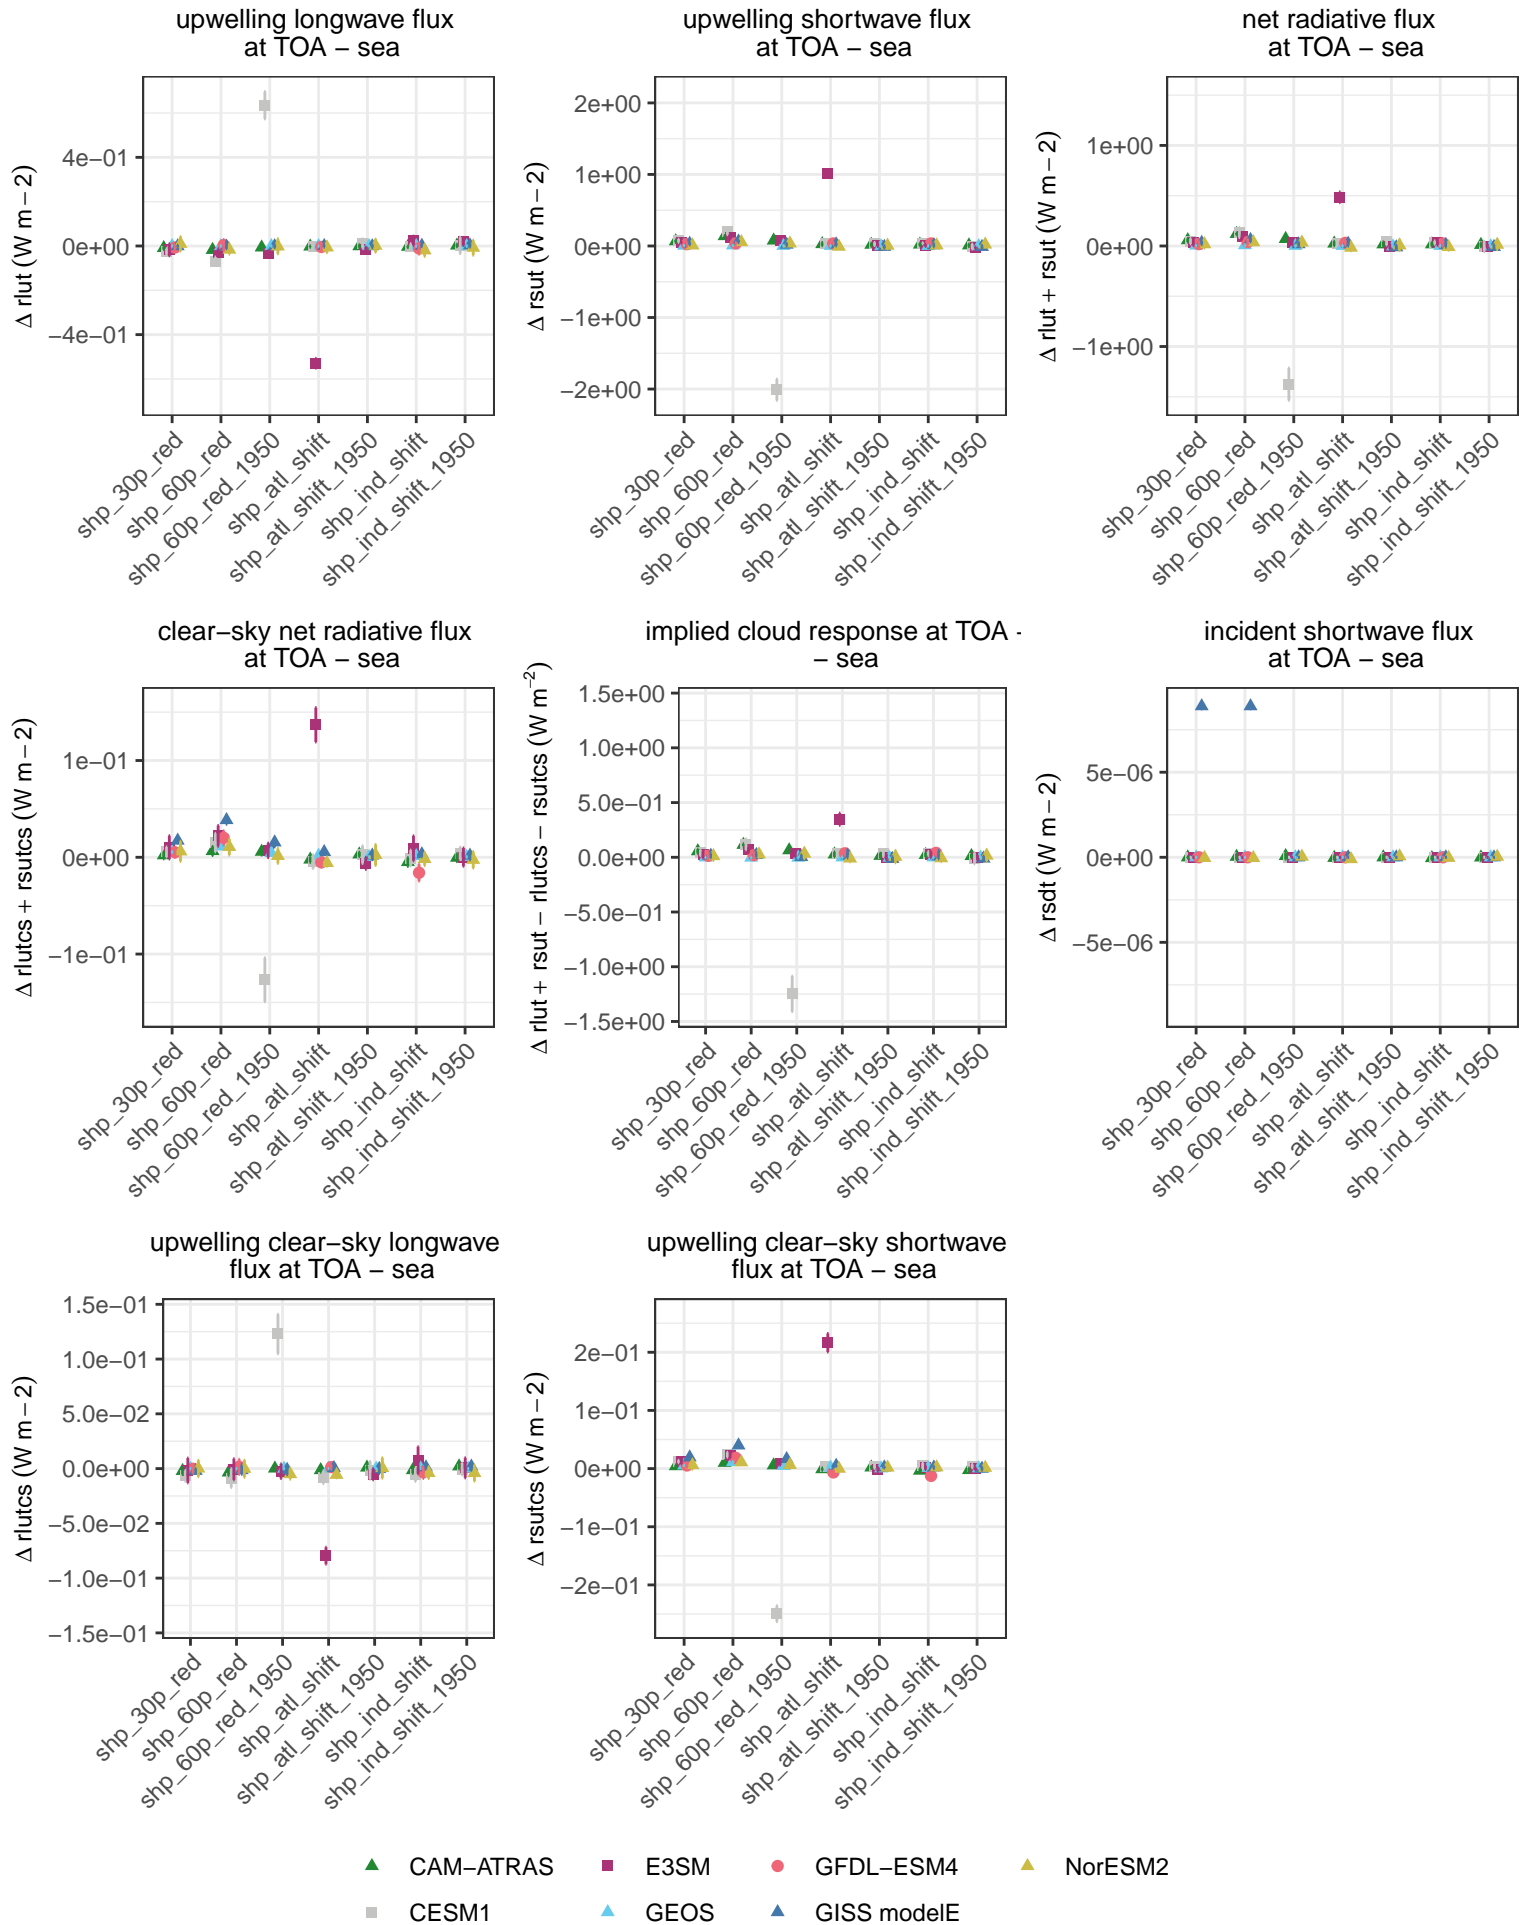 upwelling longwave flux
at TOA − sea
Δ rlut (W m − 2)
4e−01
0e+00
−4e−01
shp_30p_red
shp_60p_red
shp_60p_red_1950
shp_atl_shift
shp_atl_shift_1950
shp_ind_shift
shp_ind_shift_1950
upwelling shortwave flux
at TOA − sea
Δ rsut (W m − 2)
2e+00
1e+00
0e+00
−1e+00
−2e+00
shp_30p_red
shp_60p_red
shp_60p_red_1950
shp_atl_shift
shp_atl_shift_1950
shp_ind_shift
shp_ind_shift_1950
net radiative flux
at TOA − sea
Δ rlut + rsut (W m − 2)
1e+00
0e+00
−1e+00
shp_30p_red
shp_60p_red
shp_60p_red_1950
shp_atl_shift
shp_atl_shift_1950
shp_ind_shift
shp_ind_shift_1950
clear−sky net radiative flux
at TOA − sea
Δ rlutcs + rsutcs (W m − 2)
1e−01
0e+00
−1e−01
shp_30p_red
shp_60p_red
shp_60p_red_1950
shp_atl_shift
shp_atl_shift_1950
shp_ind_shift
shp_ind_shift_1950
implied cloud response at TOA -
− sea
Δ rlut + rsut − rlutcs − rsutcs (W m⁻²)
1.5e+00
1.0e+00
5.0e−01
0.0e+00
−5.0e−01
−1.0e+00
−1.5e+00
shp_30p_red
shp_60p_red
shp_60p_red_1950
shp_atl_shift
shp_atl_shift_1950
shp_ind_shift
shp_ind_shift_1950
incident shortwave flux
at TOA − sea
Δ rsdt (W m − 2)
5e−06
0e+00
−5e−06
shp_30p_red
shp_60p_red
shp_60p_red_1950
shp_atl_shift
shp_atl_shift_1950
shp_ind_shift
shp_ind_shift_1950
upwelling clear−sky longwave
flux at TOA − sea
Δ rlutcs (W m − 2)
1.5e−01
1.0e−01
5.0e−02
0.0e+00
−5.0e−02
−1.0e−01
−1.5e−01
shp_30p_red
shp_60p_red
shp_60p_red_1950
shp_atl_shift
shp_atl_shift_1950
shp_ind_shift
shp_ind_shift_1950
upwelling clear−sky shortwave
flux at TOA − sea
Δ rsutcs (W m − 2)
2e−01
1e−01
0e+00
−1e−01
−2e−01
shp_30p_red
shp_60p_red
shp_60p_red_1950
shp_atl_shift
shp_atl_shift_1950
shp_ind_shift
shp_ind_shift_1950
CAM−ATRAS E3SM GFDL−ESM4 NorESM2
CESM1 GEOS GISS modelE